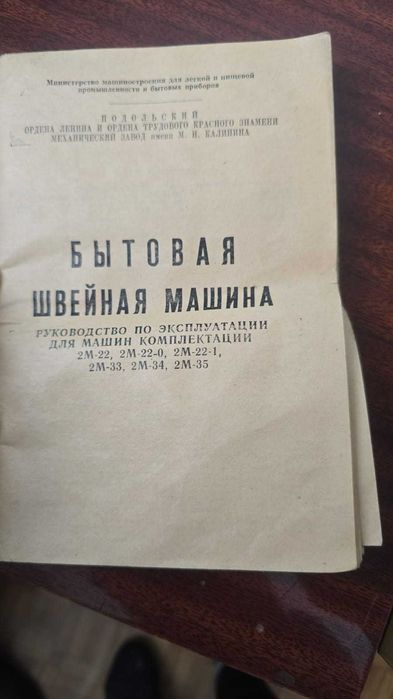 Министерство машиностроения для легкой и пищевой
промышленности и бытовых приборов
ПОДОЛЬСКИЙ
ОРДЕНА ЛЕНИНА И ОРДЕНА ТРУДОВОГО КРАСНОГО ЗНАМЕНИ
МЕХАНИЧЕСКИЙ ЗАВОД имени М. И. КАЛИНИНА
БЫТОВАЯ
ШВЕЙНАЯ МАШИНА
РУКОВОДСТВО ПО ЭКСПЛУАТАЦИИ
ДЛЯ МАШИН КОМПЛЕКТАЦИИ
2М-22, 2М-22-0, 2М-22-1,
2М-33, 2М-34, 2М-35